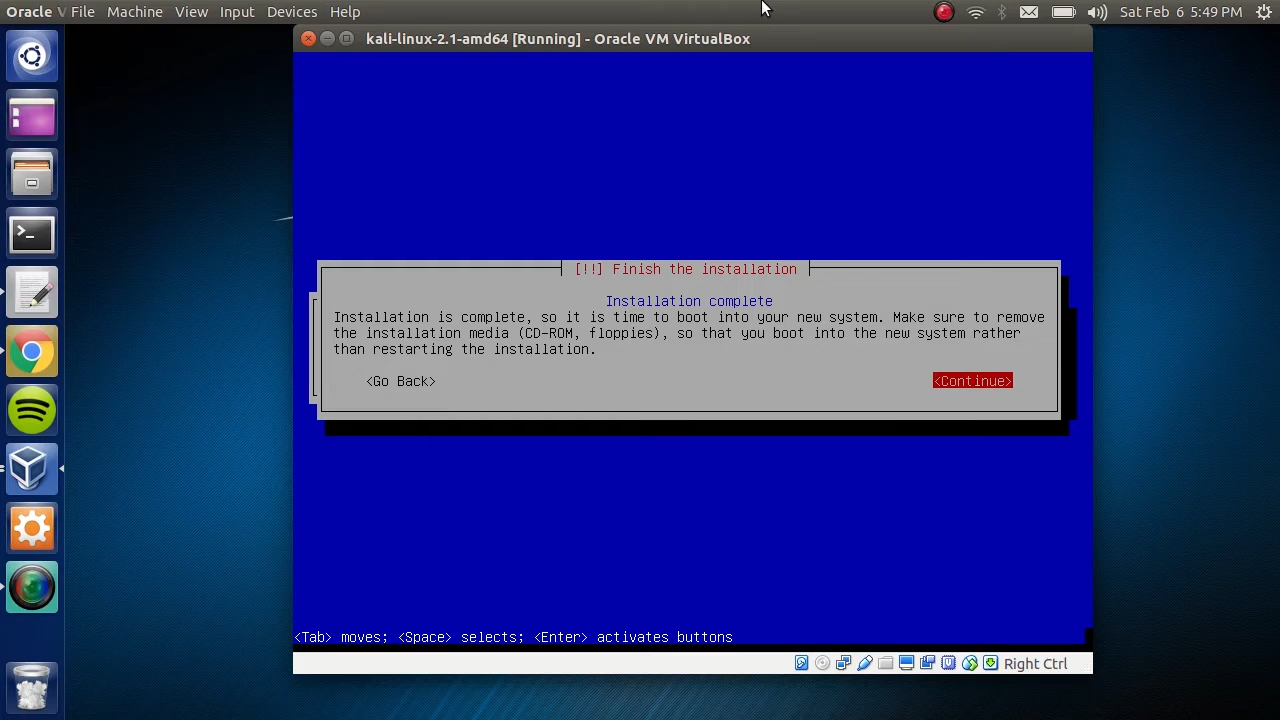 Oracle V File Machine View Input Devices Help Sat Feb 6 5:49 PM
kali-linux-2.1-amd64 [Running] - Oracle VM VirtualBox
[!!] Finish the installation
Installation complete
Installation is complete, so it is time to boot into your new system. Make sure to remove
the installation media (CD-ROM, floppies), so that you boot into the new system rather
than restarting the installation.
<Go Back> <Continue>
<Tab> moves; <Space> selects; <Enter> activates buttons
Right Ctrl